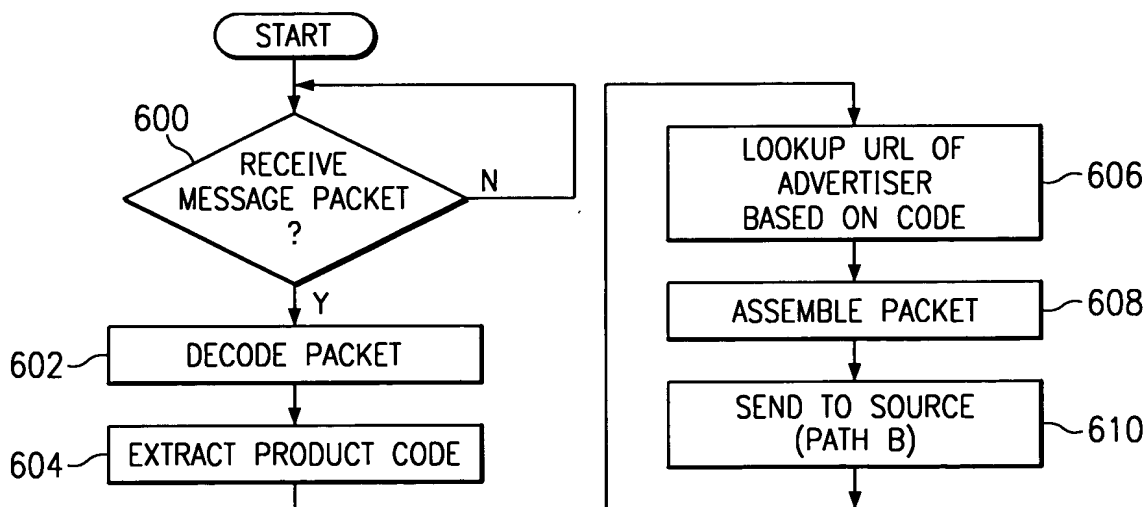 START
600
RECEIVE
MESSAGE PACKET
?
N
Y
602
DECODE PACKET
604
EXTRACT PRODUCT CODE
LOOKUP URL OF
ADVERTISER
BASED ON CODE
606
ASSEMBLE PACKET
608
SEND TO SOURCE
(PATH B)
610